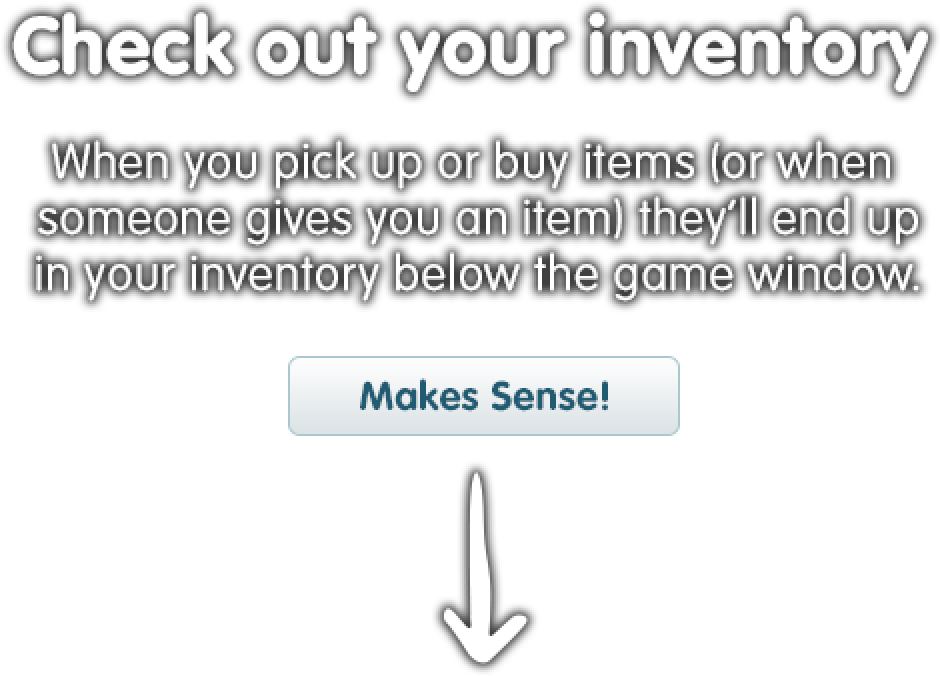 Check out your inventory
When you pick up or buy items (or when
someone gives you an item) they’ll end up
in your inventory below the game window.
Makes Sense!